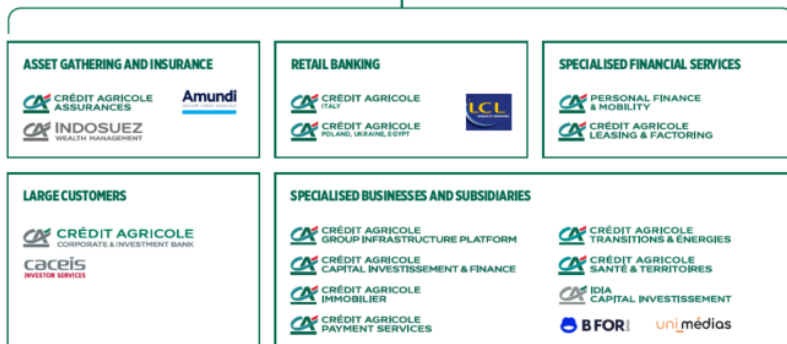 ASSET GATHERING AND INSURANCE
CRÉDIT AGRICOLE
ASSURANCES
Amundi
INDOSUEZ
WEALTH MANAGEMENT
RETAIL BANKING
CRÉDIT AGRICOLE
ITALY
LCL
CRÉDIT AGRICOLE
POLAND, UKRAINE, EGYPT
SPECIALISED FINANCIAL SERVICES
PERSONAL FINANCE
& MOBILITY
CRÉDIT AGRICOLE
LEASING & FACTORING
LARGE CUSTOMERS
CRÉDIT AGRICOLE
CORPORATE & INVESTMENT BANK
caceis
INVESTOR SERVICES
SPECIALISED BUSINESSES AND SUBSIDIARIES
CRÉDIT AGRICOLE
GROUP INFRASTRUCTURE PLATFORM
CRÉDIT AGRICOLE
CAPITAL INVESTISSEMENT & FINANCE
CRÉDIT AGRICOLE
IMMOBILIER
CRÉDIT AGRICOLE
PAYMENT SERVICES
CRÉDIT AGRICOLE
TRANSITIONS & ÉNERGIES
CRÉDIT AGRICOLE
SANTÉ & TERRITOIRES
IDIA
CAPITAL INVESTISSEMENT
B FOR
uni_médias